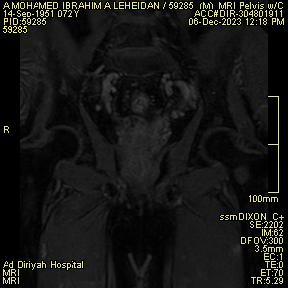 A MOHAMED IBRAHIM A LEHEIDAN / 59285  (M)  MRI Pelvis w/C
14-Sep-1951 072Y
ACC#DIR-304801911
PID:59285
06-Dec-2023 12:18 PM
59285
R
100mm
ssmDIXON_C+
SE:2202
IM:62
DFOV:300
3.5mm
EC:1
Ad Diriyah Hospital
TE:0
MRI
ET:70
MRI
TR:5.29